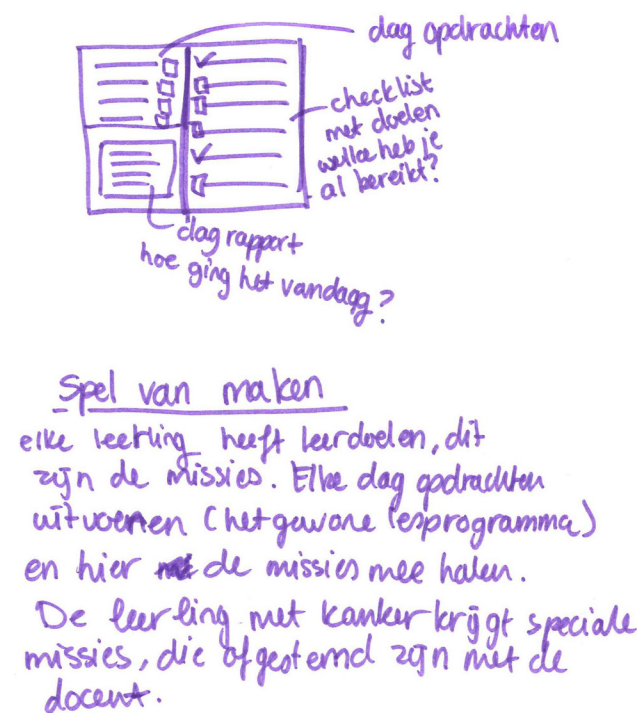 dag opdrachten
checklist
met doelen
welke heb je
al bereikt?
dag rapport
hoe ging het vandaag?
Spel van maken
elke leerling heeft leerdoelen, dit
zijn de missies. Elke dag opdrachten
uitvoeren (het gewone lesprogramma)
en hier de missies mee halen.
De leerling met kanker krijgt speciale
missies, die afgestemd zijn met de
docent.